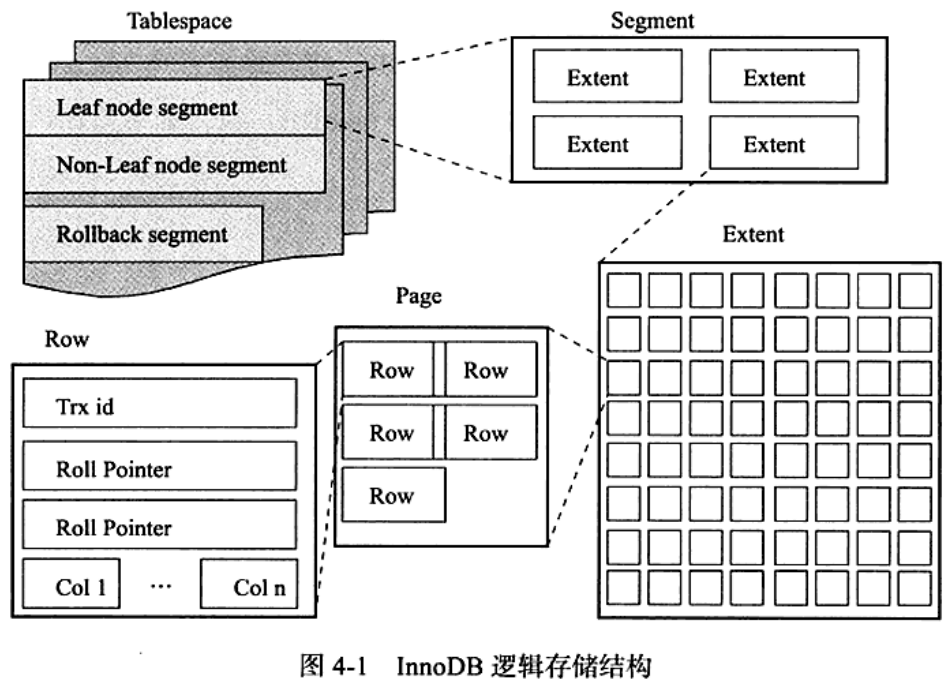 Tablespace
Segment
Leaf node segment
Non-Leaf node segment
Rollback segment
Extent
Extent
Extent
Extent
Extent
Page
Row
Row
Row
Row
Row
Row
Trx id
Roll Pointer
Roll Pointer
Col 1
...
Col n
图 4-1 InnoDB 逻辑存储结构